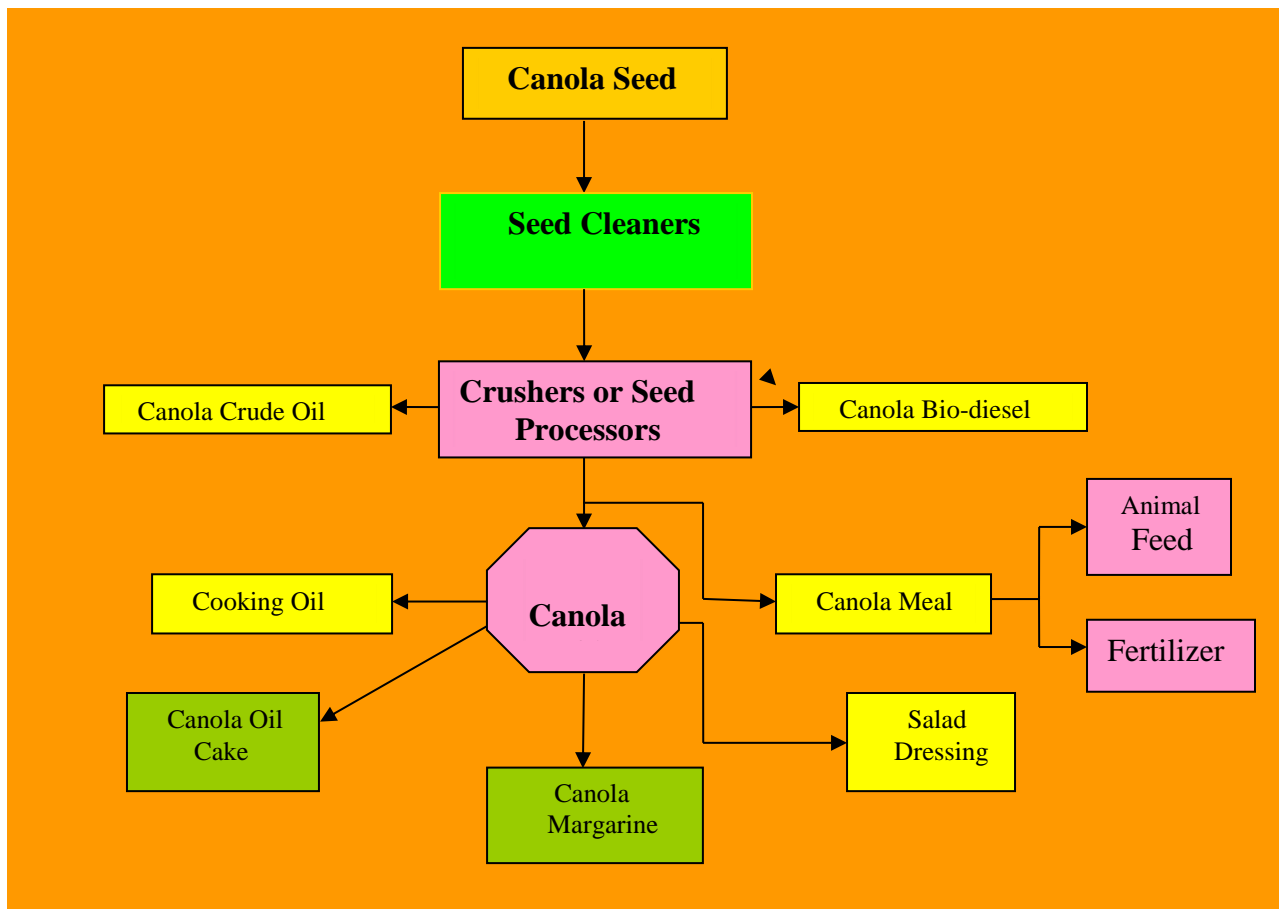 Canola Seed
Seed Cleaners
Crushers or Seed
Processors
Canola Crude Oil
Canola Bio-diesel
Animal
Feed
Cooking Oil
Canola
Canola Meal
Fertilizer
Canola Oil
Cake
Salad
Dressing
Canola
Margarine